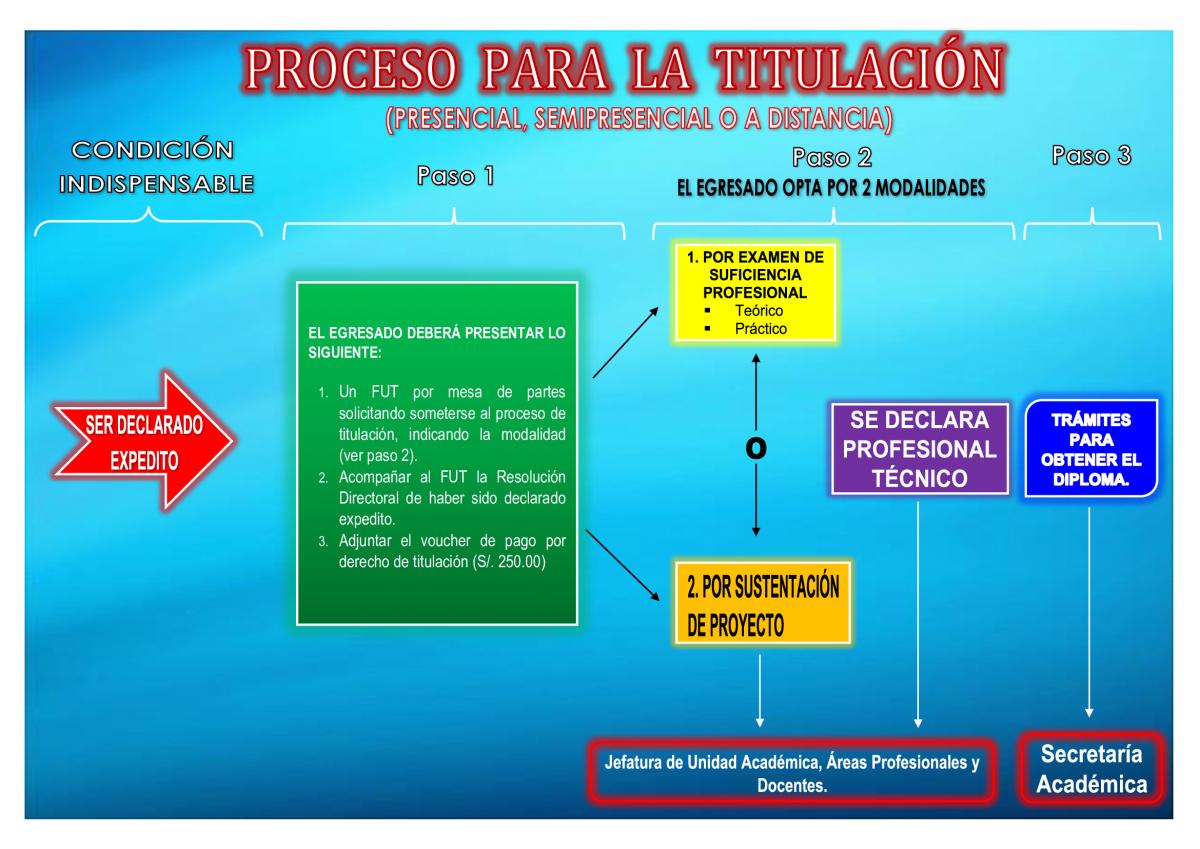 PROCESO PARA LA TITULACIÓN
(PRESENCIAL, SEMIPRESENCIAL O A DISTANCIA)
CONDICIÓN
INDISPENSABLE
SER DECLARADO
EXPEDITO
Paso 1
EL EGRESADO DEBERÁ PRESENTAR LO
SIGUIENTE:
1. Un FUT por mesa de partes
solicitando someterse al proceso de
titulación, indicando la modalidad
(ver paso 2).
2. Acompañar al FUT la Resolución
Directoral de haber sido declarado
expedito.
3. Adjuntar el voucher de pago por
derecho de titulación (S/. 250.00)
Paso 2
EL EGRESADO OPTA POR 2 MODALIDADES
1. POR EXAMEN DE
SUFICIENCIA
PROFESIONAL
▪ Teórico
▪ Práctico
O
2. POR SUSTENTACIÓN
DE PROYECTO
SE DECLARA
PROFESIONAL
TÉCNICO
Jefatura de Unidad Académica, Áreas Profesionales y
Docentes.
Paso 3
TRÁMITES
PARA
OBTENER EL
DIPLOMA.
Secretaría
Académica